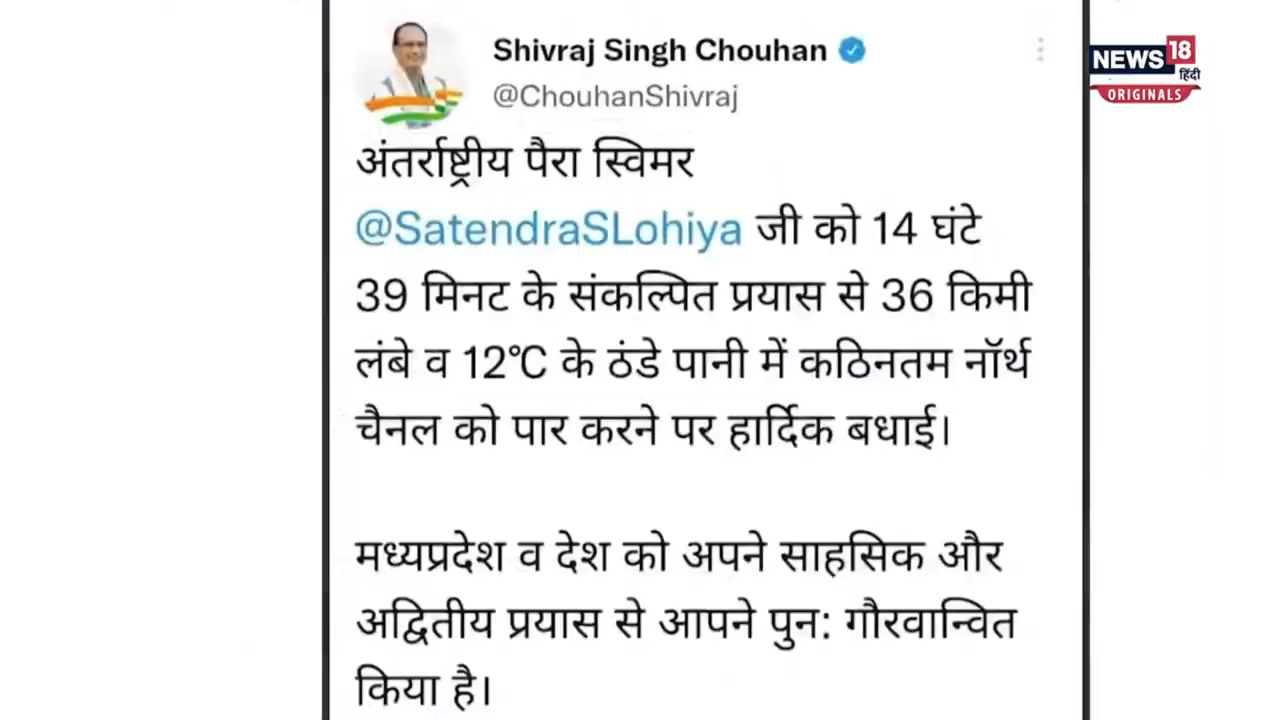 Shivraj Singh Chouhan
@ChouhanShivraj
NEWS 18
हिंदी
ORIGINALS
अंतर्राष्ट्रीय पैरा स्विमर
@SatendraSLohiya जी को 14 घंटे
39 मिनट के संकल्पित प्रयास से 36 किमी
लंबे व 12°C के ठंडे पानी में कठिनतम नॉर्थ
चैनल को पार करने पर हार्दिक बधाई।
मध्यप्रदेश व देश को अपने साहसिक और
अद्वितीय प्रयास से आपने पुन: गौरवान्वित
किया है।